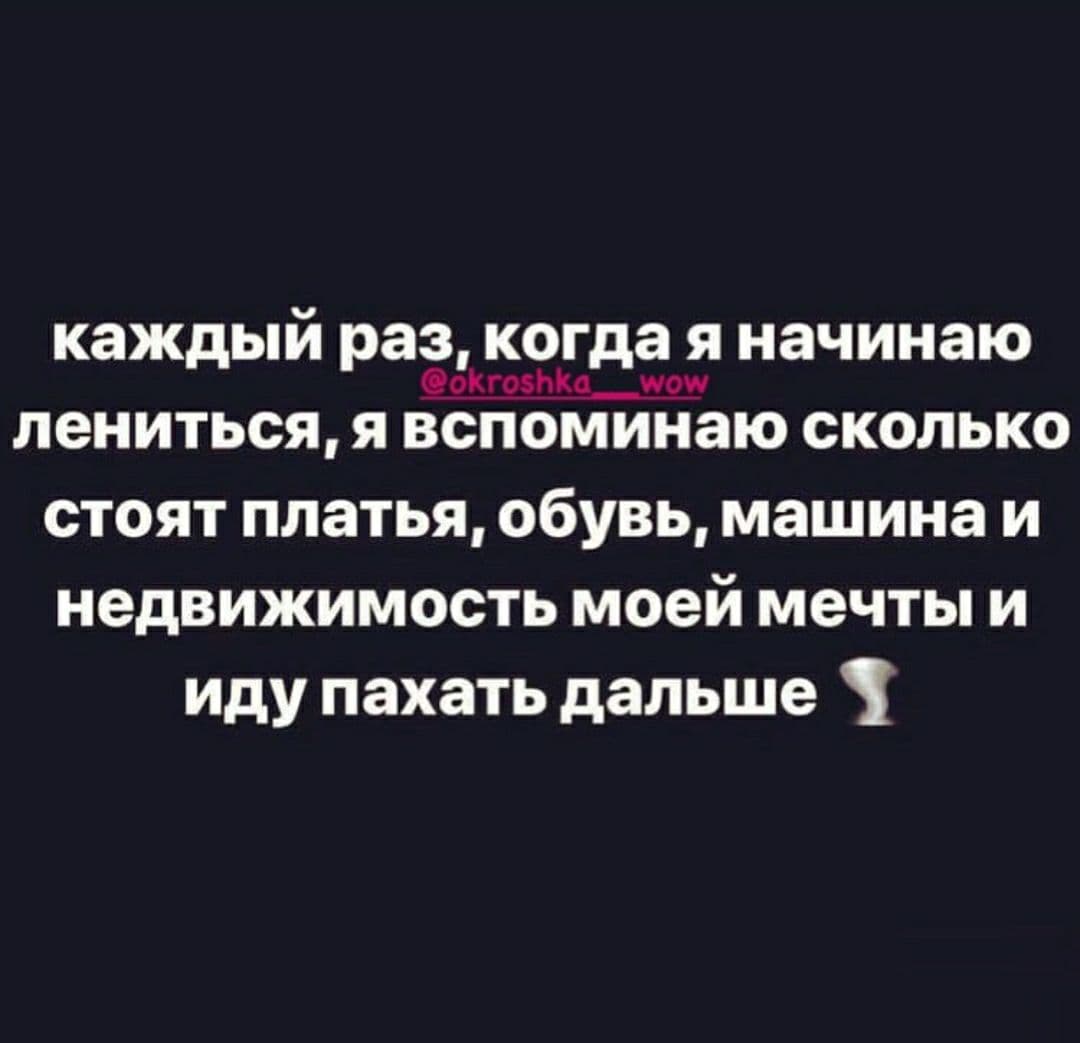 каждый раз, когда я начинаю
@okroshka__wow
лениться, я вспоминаю сколько
стоят платья, обувь, машина и
недвижимость моей мечты и
иду пахать дальше 🌪